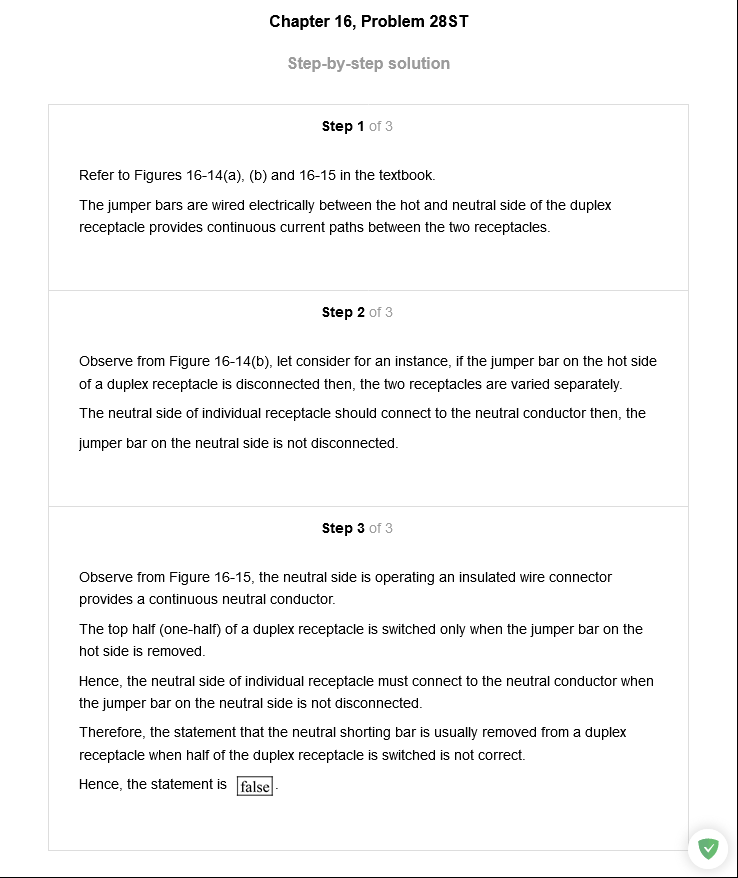 Chapter 16, Problem 28ST
Step-by-step solution
Step 1 of 3
Refer to Figures 16-14(a), (b) and 16-15 in the textbook.
The jumper bars are wired electrically between the hot and neutral side of the duplex
receptacle provides continuous current paths between the two receptacles.
Step 2 of 3
Observe from Figure 16-14(b), let consider for an instance, if the jumper bar on the hot side
of a duplex receptacle is disconnected then, the two receptacles are varied separately.
The neutral side of individual receptacle should connect to the neutral conductor then, the
jumper bar on the neutral side is not disconnected.
Step 3 of 3
Observe from Figure 16-15, the neutral side is operating an insulated wire connector
provides a continuous neutral conductor.
The top half (one-half) of a duplex receptacle is switched only when the jumper bar on the
hot side is removed.
Hence, the neutral side of individual receptacle must connect to the neutral conductor when
the jumper bar on the neutral side is not disconnected.
Therefore, the statement that the neutral shorting bar is usually removed from a duplex
receptacle when half of the duplex receptacle is switched is not correct.
Hence, the statement is false.